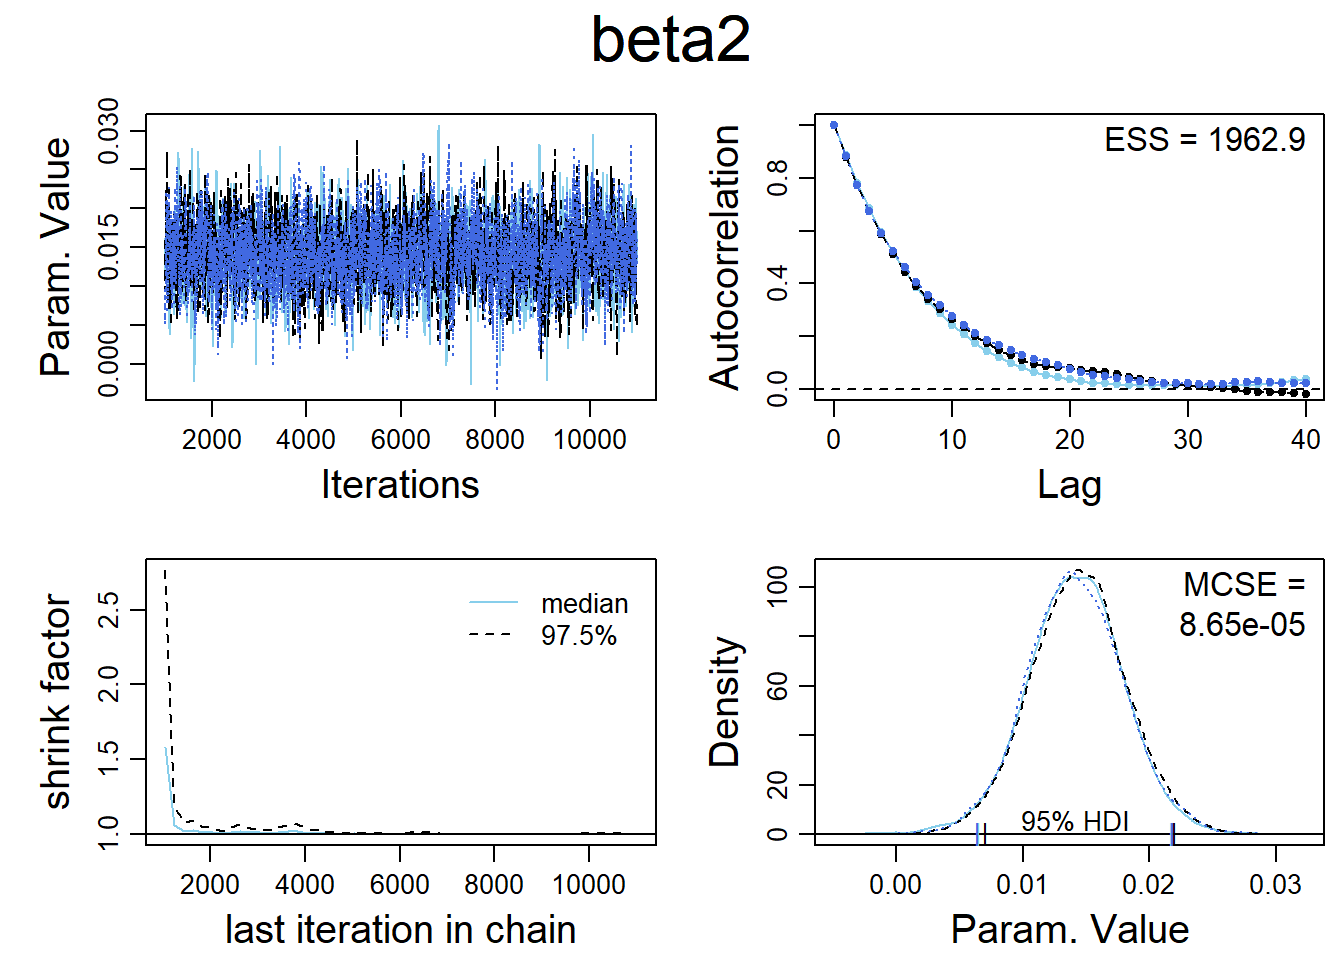 beta2
Param. Value
0.000 0.015 0.030
2000 4000 6000 8000 10000
Iterations
Autocorrelation
0.0 0.4 0.8
ESS = 1962.9
0 10 20 30 40
Lag
shrink factor
1.0 1.5 2.0 2.5
median
97.5%
2000 4000 6000 8000 10000
last iteration in chain
Density
0 20 60 100
MCSE =
8.65e-05
95% HDI
0.00 0.01 0.02 0.03
Param. Value